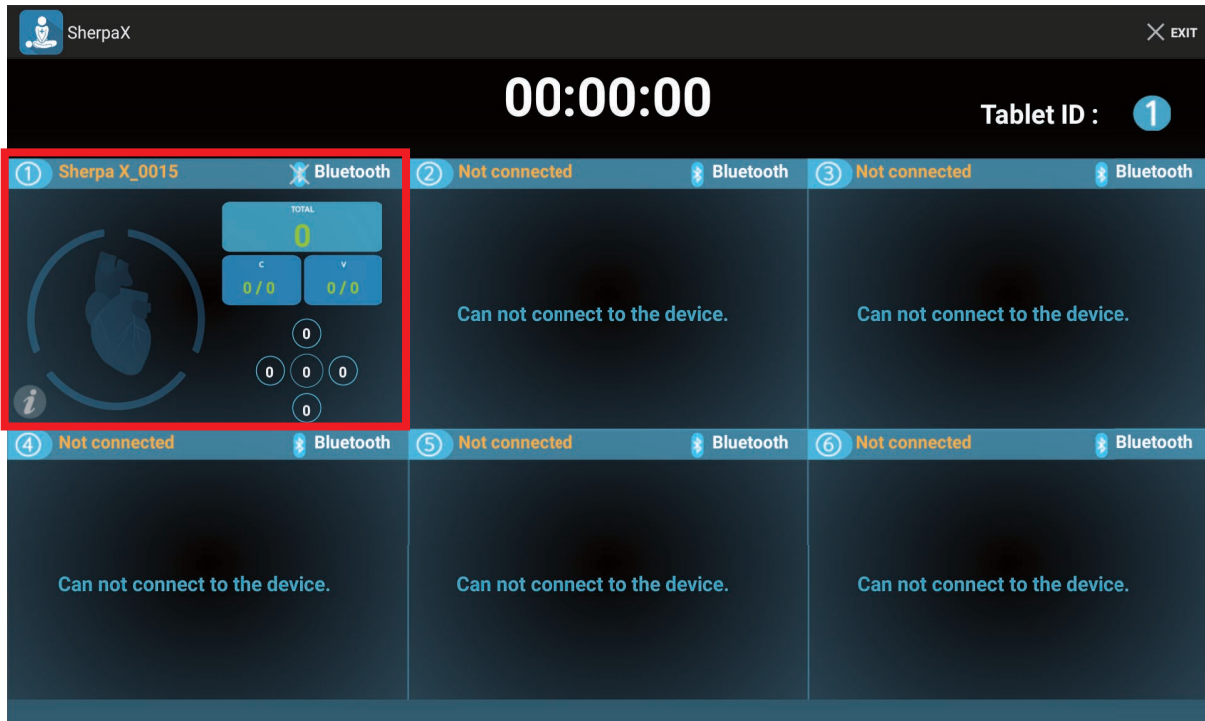 SherpaX
EXIT
00:00:00
Tablet ID : 1
1 Sherpa X_0015 Bluetooth
2 Not connected Bluetooth
3 Not connected Bluetooth
TOTAL
0
C V
0 / 0 0 / 0
0
0 0 0
0
i
Can not connect to the device.
Can not connect to the device.
4 Not connected Bluetooth
5 Not connected Bluetooth
6 Not connected Bluetooth
Can not connect to the device.
Can not connect to the device.
Can not connect to the device.